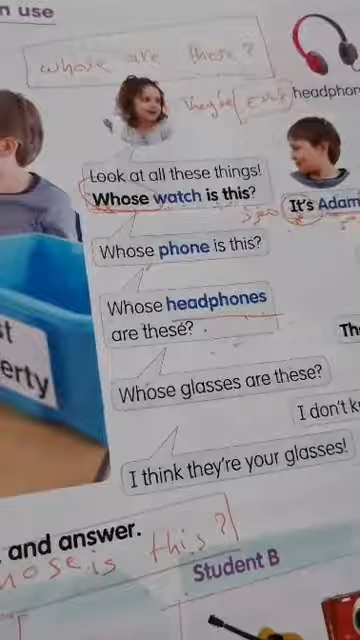 n use
whose are these?
They're
headphon
Look at all these things!
Whose watch is this?
It's Adam
Whose phone is this?
Whose headphones
are these?
Th
st
erty
Whose glasses are these?
I don't k
I think they're your glasses!
and answer.
hose is this?
Student B